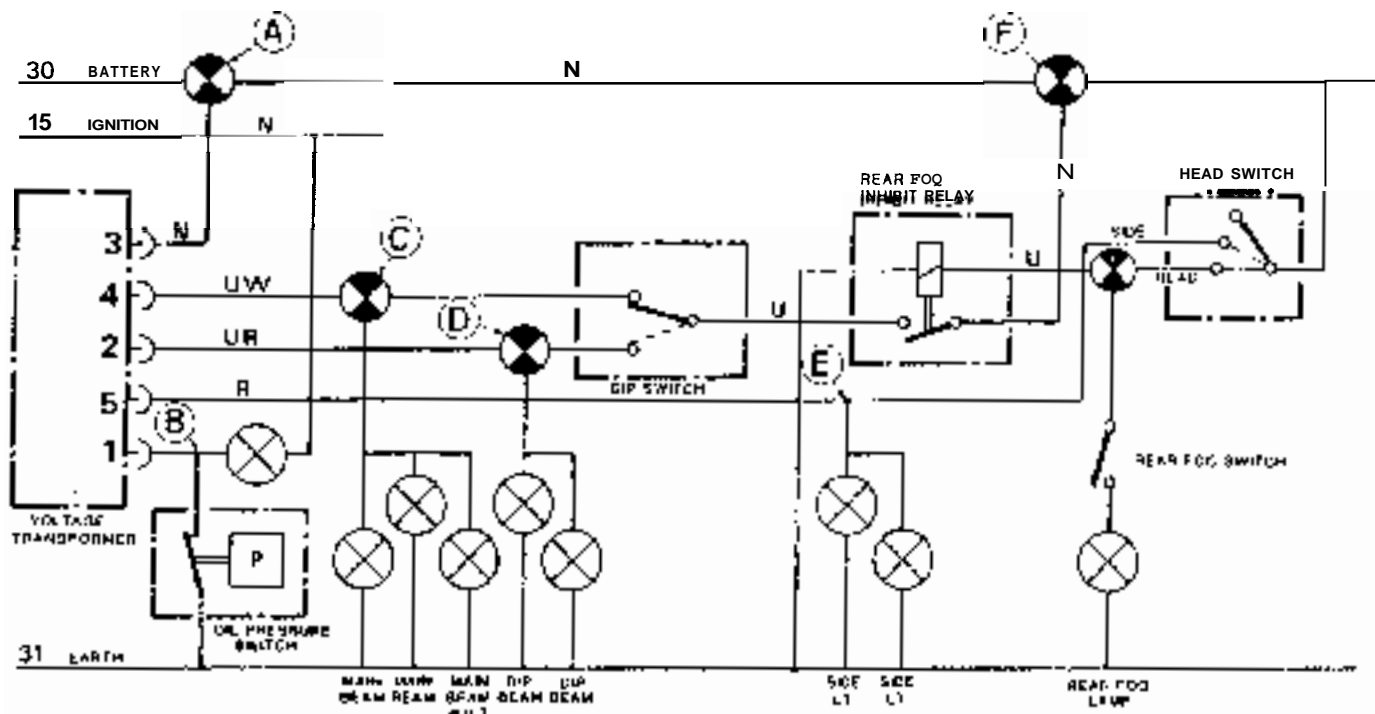 A
F
30 BATTERY
N
15 IGNITION
N
N
HEAD SWITCH
REAR FOQ
INHIBIT RELAY
3
N
C
SIDE
4
UW
D
U
HEAD
U
2
UR
E
DIP SWITCH
5
R
B
1
REAR FOG SWITCH
VOLTAGE
TRANSFORMER
P
OIL PRESSURE
SWITCH
31 EARTH
MAIN
BEAM
MAIN
BEAM
MAIN
BEAM
DIP
BEAM
DIP
BEAM
SIDE
LT
SIDE
LT
REAR FOG
LAMP